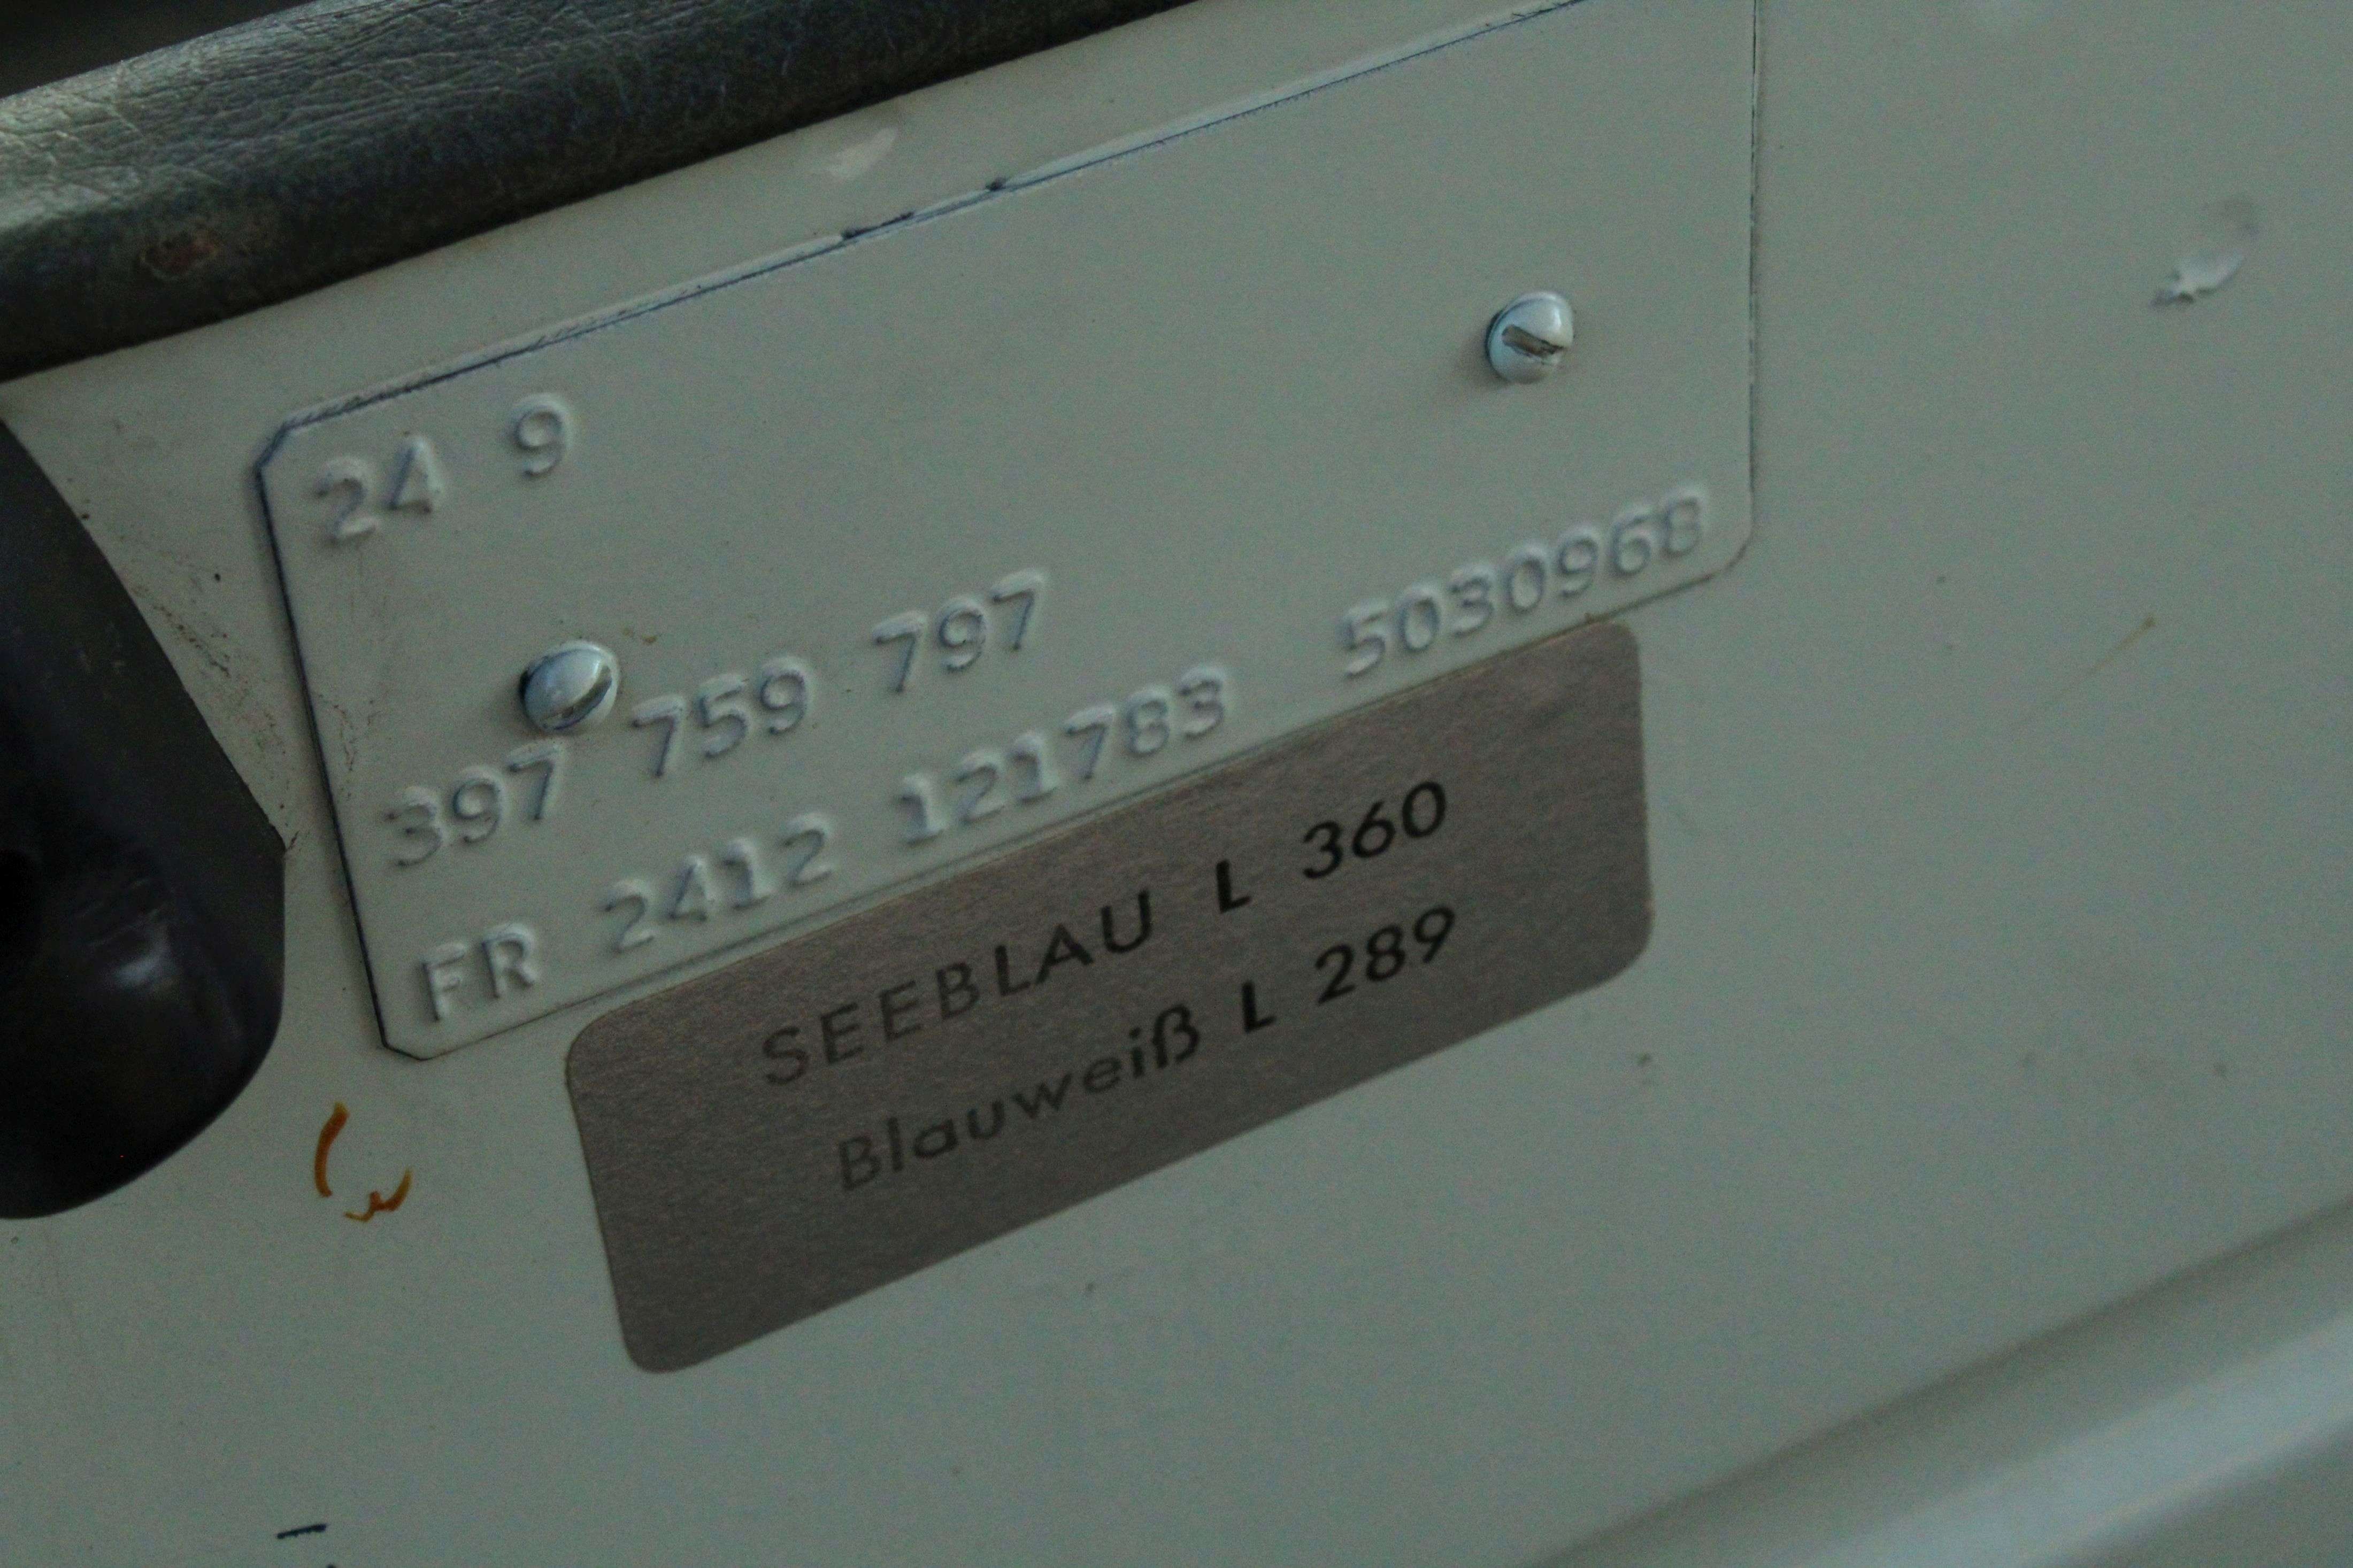 24 9
397 759 797
FR 2412 121783 5030968
SEEBLAU L 360
Blauweiß L 289